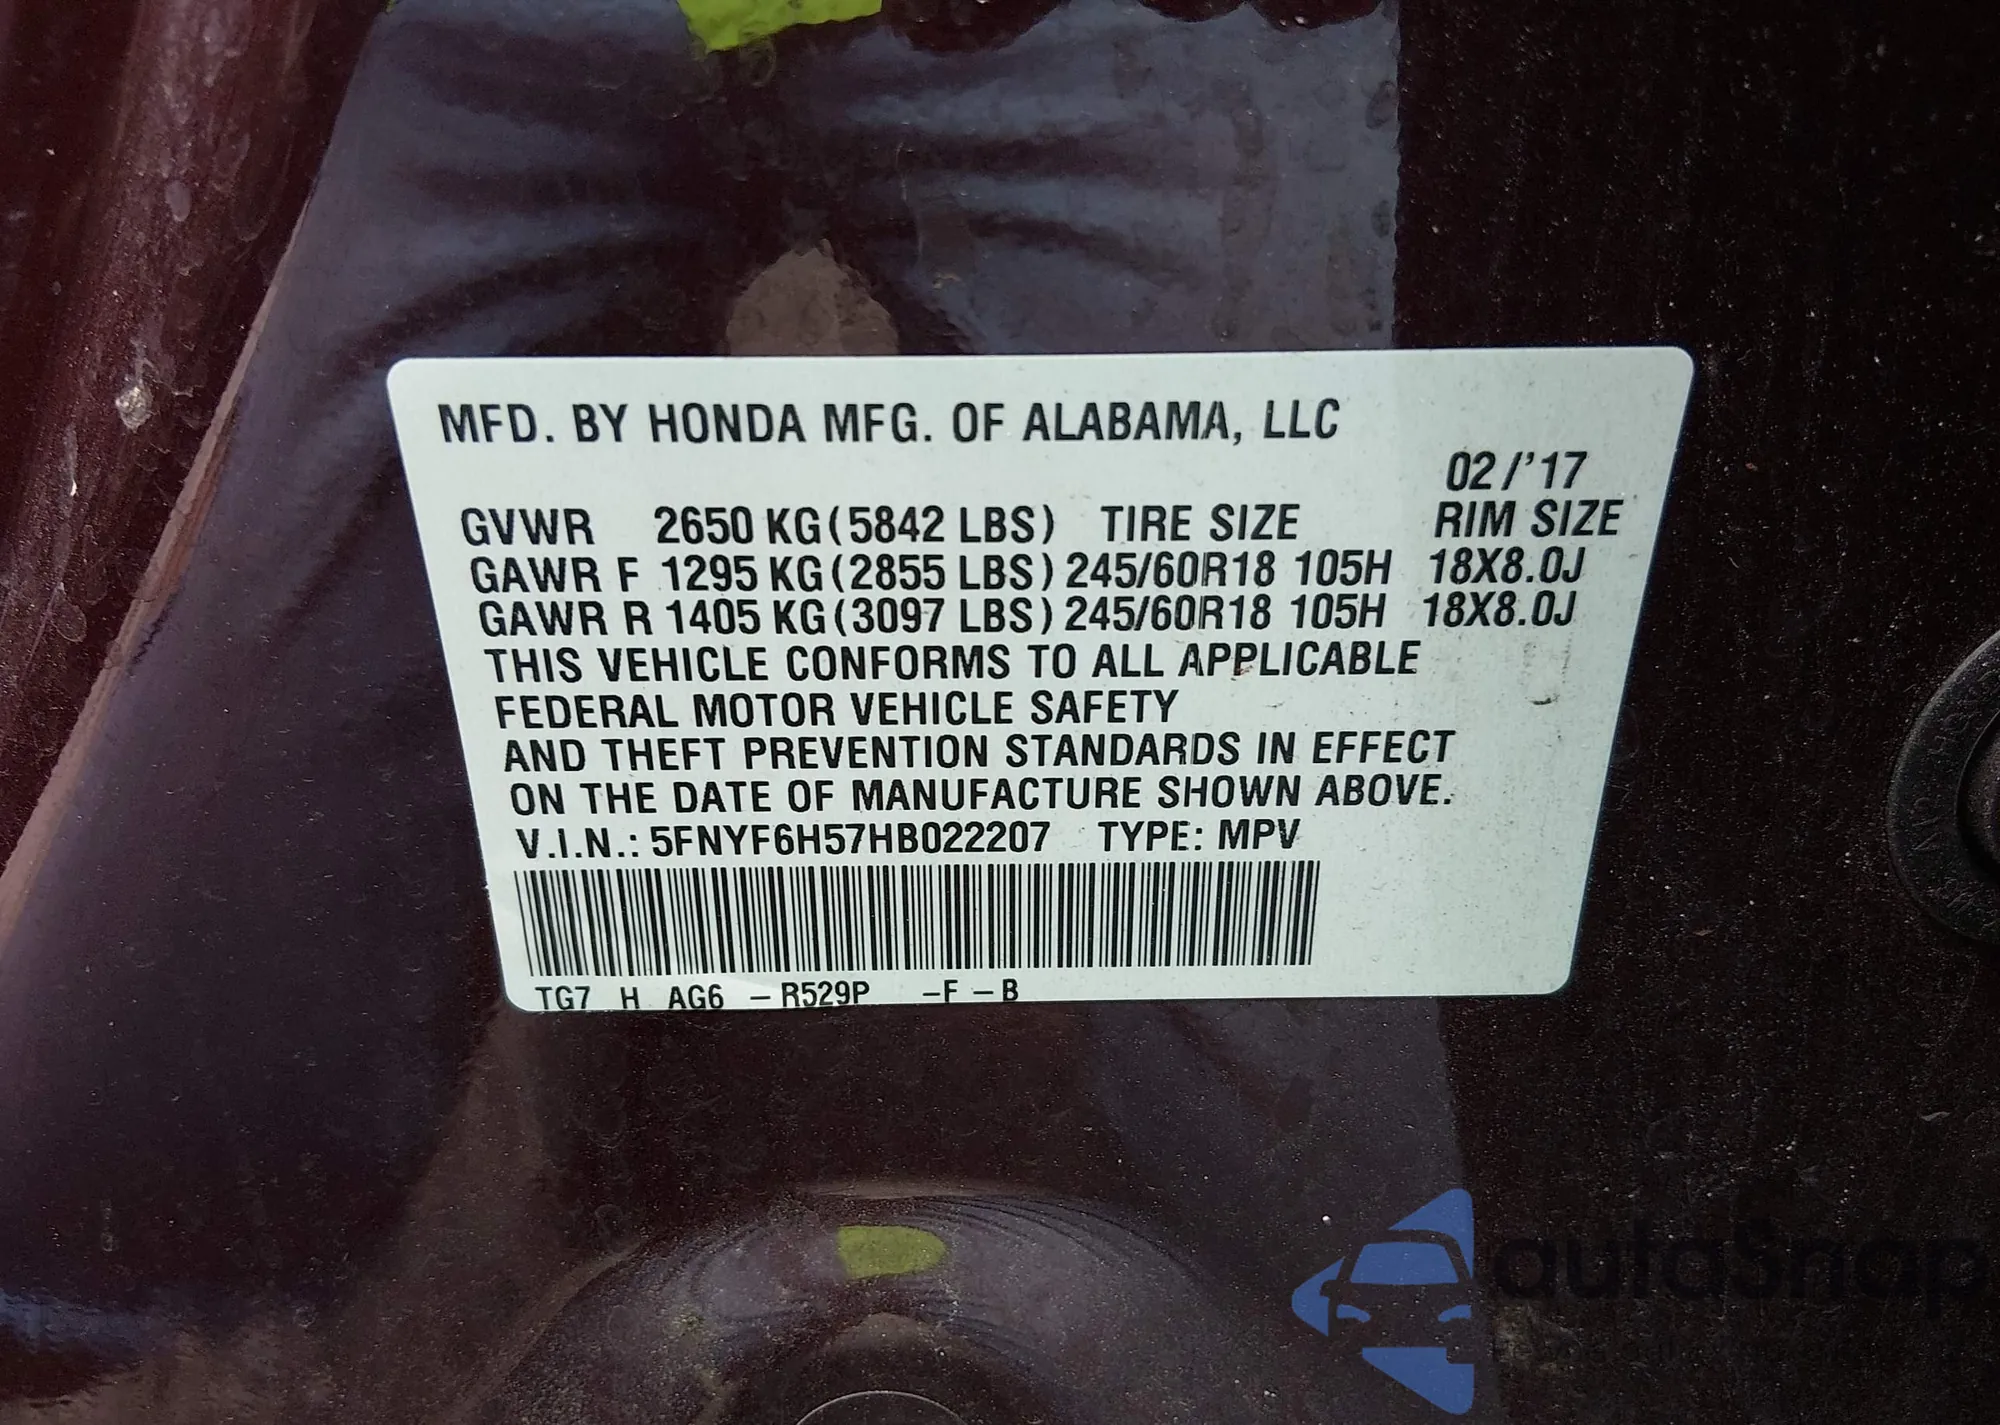 MFD. BY HONDA MFG. OF ALABAMA, LLC
02/'17
GVWR 2650 KG (5842 LBS) TIRE SIZE RIM SIZE
GAWR F 1295 KG (2855 LBS) 245/60R18 105H 18X8.0J
GAWR R 1405 KG (3097 LBS) 245/60R18 105H 18X8.0J
THIS VEHICLE CONFORMS TO ALL APPLICABLE
FEDERAL MOTOR VEHICLE SAFETY
AND THEFT PREVENTION STANDARDS IN EFFECT
ON THE DATE OF MANUFACTURE SHOWN ABOVE.
V.I.N.: 5FNYF6H57HB022207 TYPE: MPV
TG7 H AG6 – R529P –F – B